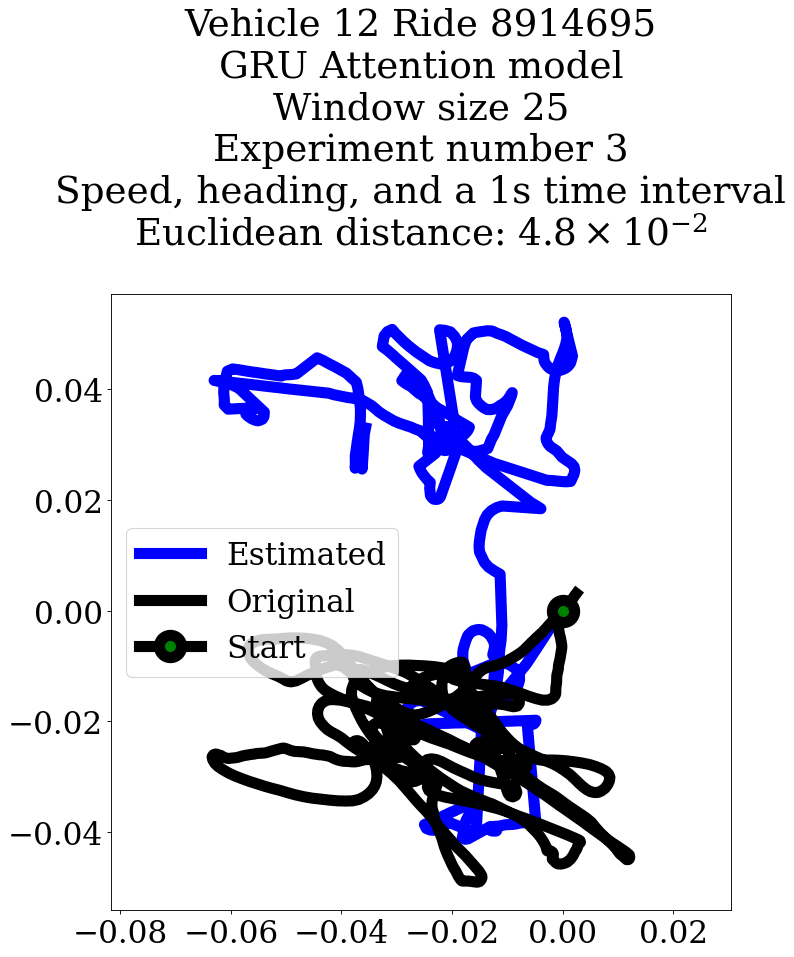 Vehicle 12 Ride 8914695
GRU Attention model
Window size 25
Experiment number 3
Speed, heading, and a 1s time interval
Euclidean distance: 4.8 × 10⁻²
0.04
0.02
0.00
−0.02
−0.04
Estimated
Original
Start
−0.08 −0.06 −0.04 −0.02 0.00 0.02